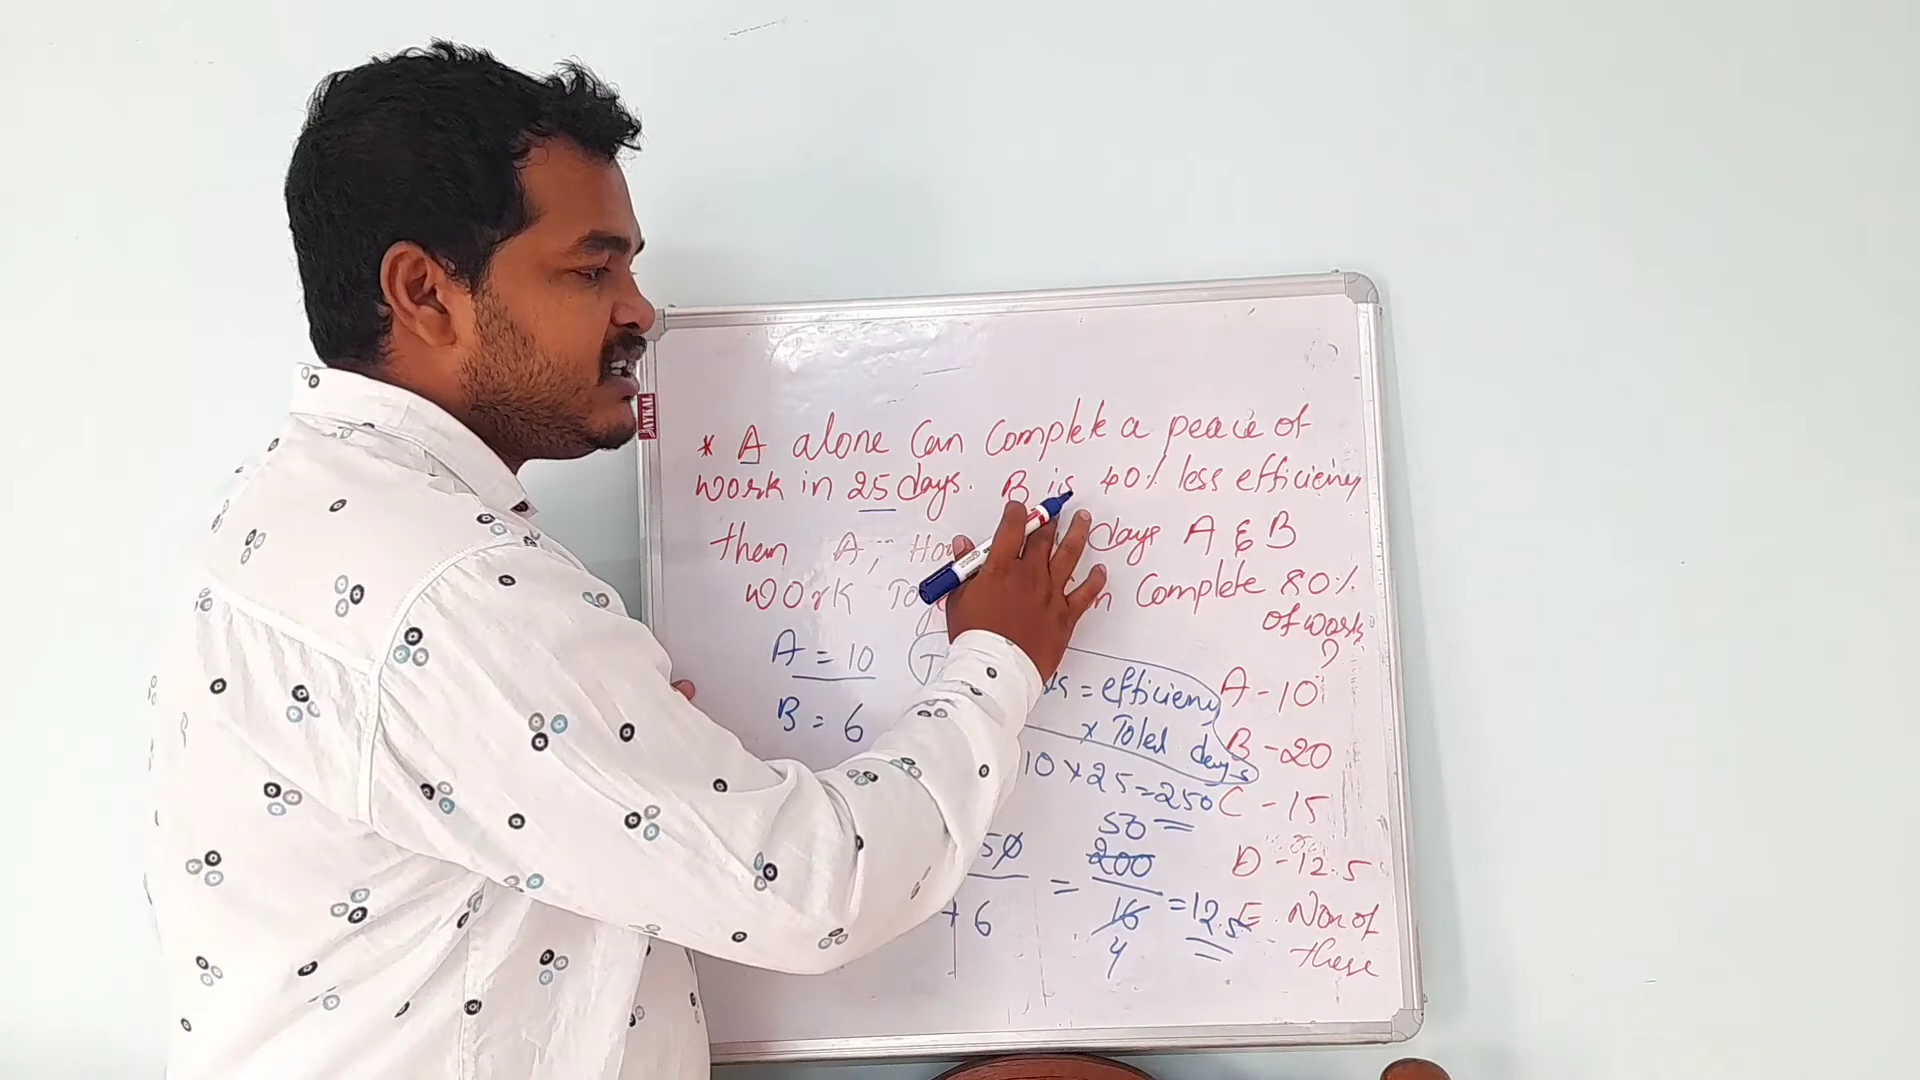 * A alone Can Complete a peace of
work in 25 days. B is 40% less efficieny
them A, days A & B
work Complete 80%
of work
?
A = 10
B = 6
= efficieny
x Total days
10 x 25 = 250
50
50
+ 6
=
200
16
4
= 12.5
A - 10
B - 20
C - 15
D - 12.5
E. Non of
these